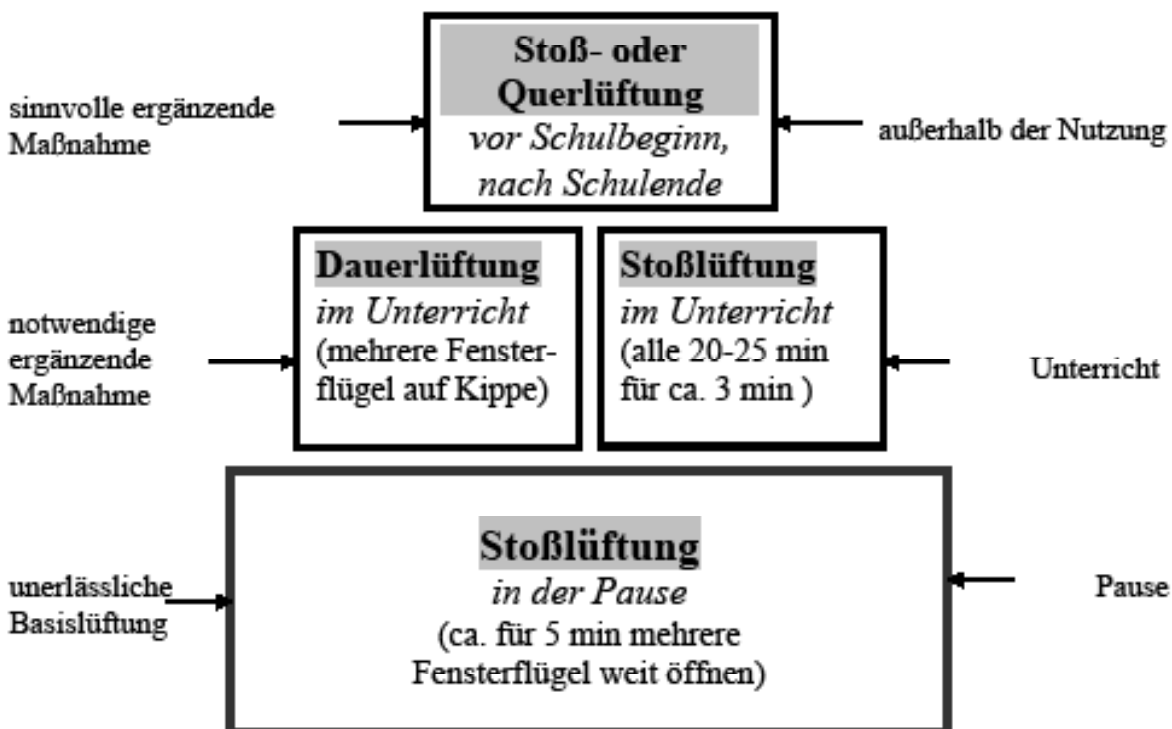 Stoß- oder
Querlüftung
vor Schulbeginn,
nach Schulende
sinnvolle ergänzende
Maßnahme
außerhalb der Nutzung
Dauerlüftung
im Unterricht
(mehrere Fenster-
flügel auf Kippe)
Stoßlüftung
im Unterricht
(alle 20-25 min
für ca. 3 min )
notwendige
ergänzende
Maßnahme
Unterricht
Stoßlüftung
in der Pause
(ca. für 5 min mehrere
Fensterflügel weit öffnen)
unerlässliche
Basislüftung
Pause